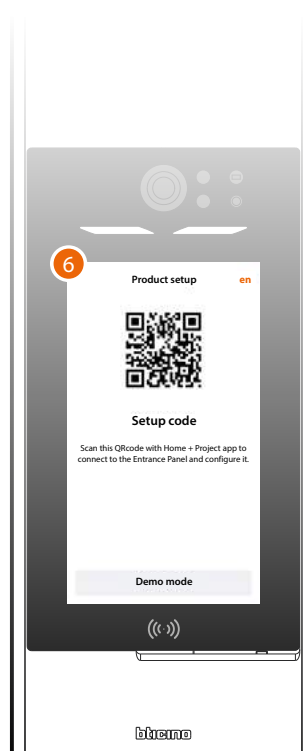 6
Product setup
en
Setup code
Scan this QRcode with Home + Project app to
connect to the Entrance Panel and configure it.
Demo mode
bticino